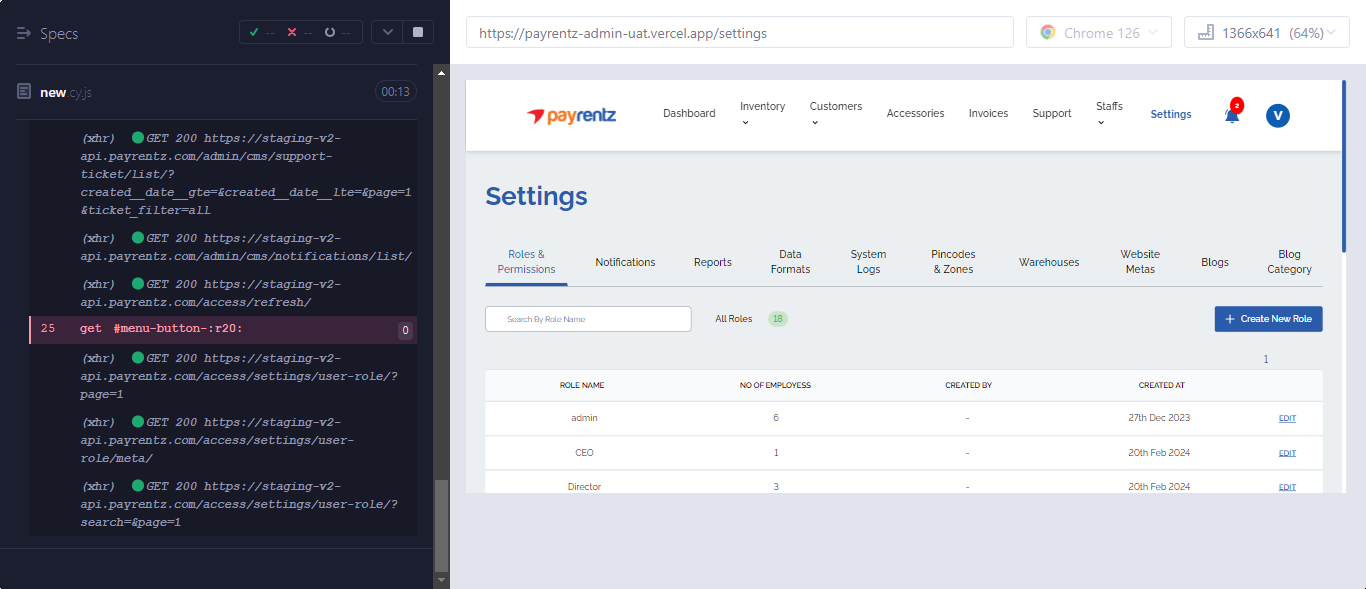 Specs
-- -- --
new.cy.js 00:13
(xhr) GET 200 https://staging-v2-
api.payrentz.com/admin/cms/support-
ticket/list/?
created__date__gte=&created__date__lte=&page=1
&ticket_filter=all
(xhr) GET 200 https://staging-v2-
api.payrentz.com/admin/cms/notifications/list/
(xhr) GET 200 https://staging-v2-
api.payrentz.com/access/refresh/
25 get #menu-button-:r20: 0
(xhr) GET 200 https://staging-v2-
api.payrentz.com/access/settings/user-role/?
page=1
(xhr) GET 200 https://staging-v2-
api.payrentz.com/access/settings/user-
role/meta/
(xhr) GET 200 https://staging-v2-
api.payrentz.com/access/settings/user-role/?
search=&page=1
https://payrentz-admin-uat.vercel.app/settings Chrome 126 1366x641 (64%)
payrentz Dashboard Inventory Customers Accessories Invoices Support Staffs Settings 2 V
Settings
Roles & Permissions Notifications Reports Data Formats System Logs Pincodes & Zones Warehouses Website Metas Blogs Blog Category
Search By Role Name All Roles 18 + Create New Role
1
ROLE NAME NO OF EMPLOYESS CREATED BY CREATED AT
admin 6 - 27th Dec 2023 EDIT
CEO 1 - 20th Feb 2024 EDIT
Director 3 - 20th Feb 2024 EDIT